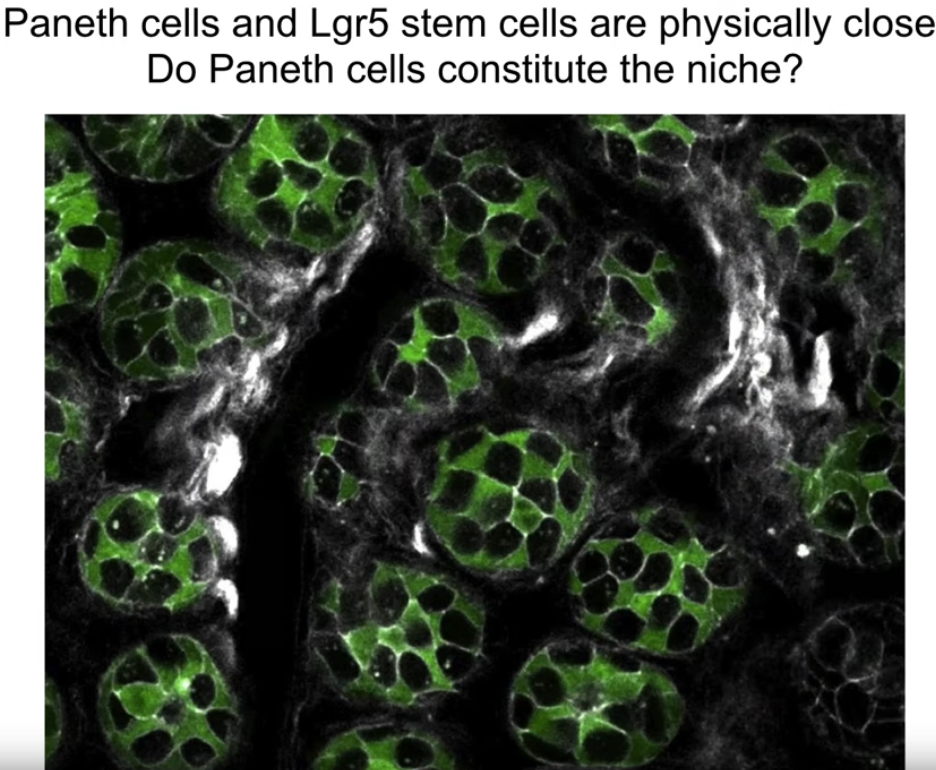 Paneth cells and Lgr5 stem cells are physically close
Do Paneth cells constitute the niche?